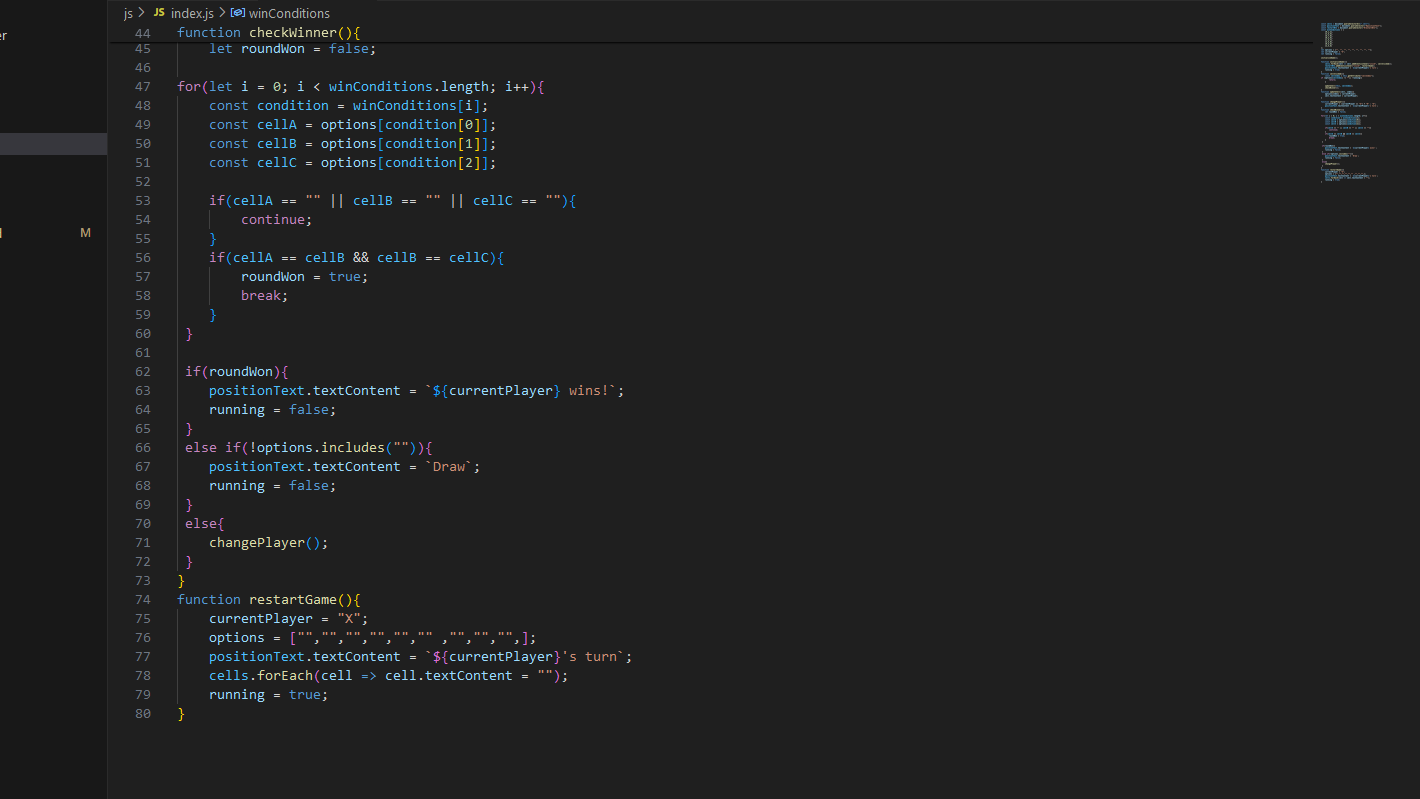 js > JS index.js > winConditions
er
M
44 function checkWinner(){
45 let roundWon = false;
46
47 for(let i = 0; i < winConditions.length; i++){
48 const condition = winConditions[i];
49 const cellA = options[condition[0]];
50 const cellB = options[condition[1]];
51 const cellC = options[condition[2]];
52
53 if(cellA == "" || cellB == "" || cellC == ""){
54 continue;
55 }
56 if(cellA == cellB && cellB == cellC){
57 roundWon = true;
58 break;
59 }
60 }
61
62 if(roundWon){
63 positionText.textContent = `${currentPlayer} wins!`;
64 running = false;
65 }
66 else if(!options.includes("")){
67 positionText.textContent = `Draw`;
68 running = false;
69 }
70 else{
71 changePlayer();
72 }
73 }
74 function restartGame(){
75 currentPlayer = "X";
76 options = ["","","","","","" ,"","","",];
77 positionText.textContent = `${currentPlayer}'s turn`;
78 cells.forEach(cell => cell.textContent = "");
79 running = true;
80 }